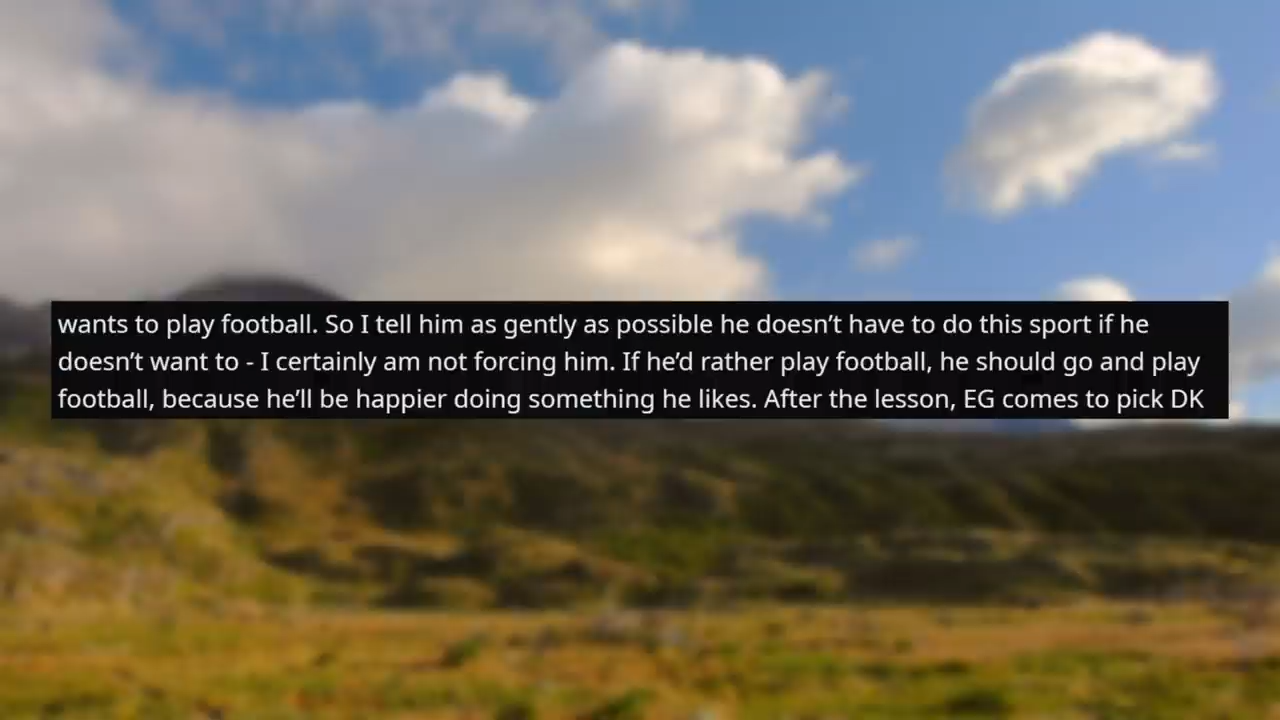 wants to play football. So I tell him as gently as possible he doesn’t have to do this sport if he
doesn’t want to - I certainly am not forcing him. If he’d rather play football, he should go and play
football, because he’ll be happier doing something he likes. After the lesson, EG comes to pick DK